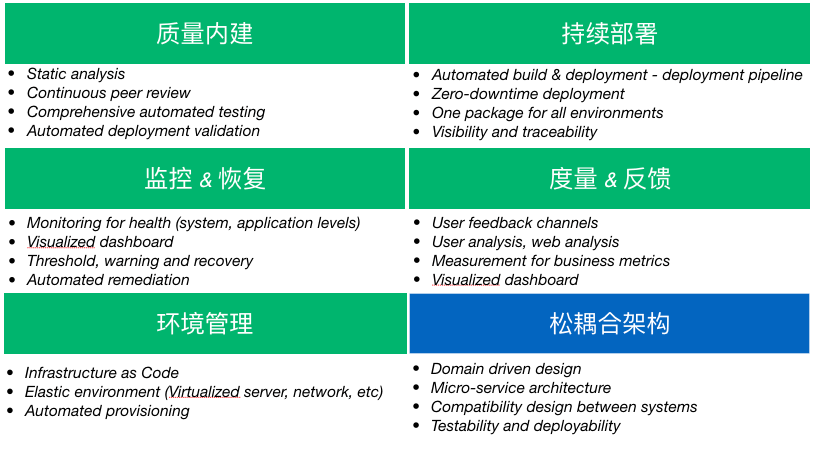 质量内建
• Static analysis
• Continuous peer review
• Comprehensive automated testing
• Automated deployment validation
持续部署
• Automated build & deployment - deployment pipeline
• Zero-downtime deployment
• One package for all environments
• Visibility and traceability
监控 & 恢复
• Monitoring for health (system, application levels)
• Visualized dashboard
• Threshold, warning and recovery
• Automated remediation
度量 & 反馈
• User feedback channels
• User analysis, web analysis
• Measurement for business metrics
• Visualized dashboard
环境管理
• Infrastructure as Code
• Elastic environment (Virtualized server, network, etc)
• Automated provisioning
松耦合架构
• Domain driven design
• Micro-service architecture
• Compatibility design between systems
• Testability and deployability